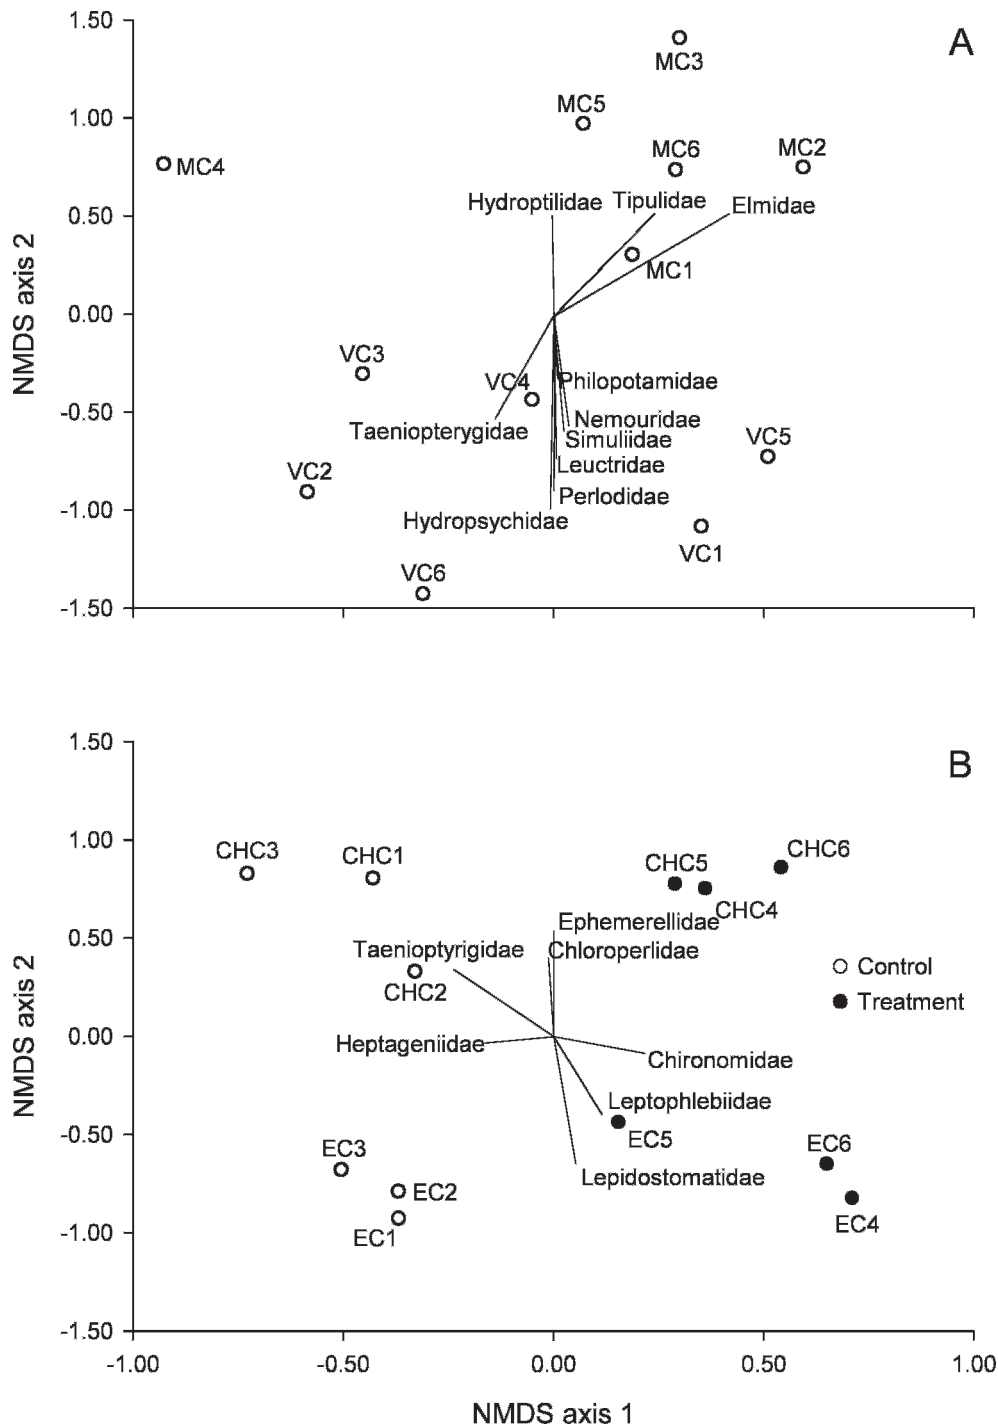 1.50
A
MC3
MC5
1.00
MC6
MC2
MC4
Hydroptilidae
Tipulidae
Elmidae
0.50
MC1
NMDS axis 2
0.00
VC3
VC4
Philopotamidae
-0.50
Nemouridae
Taeniopterygidae
Simuliidae
VC5
Leuctridae
VC2
Perlodidae
-1.00
Hydropsychidae
VC1
VC6
-1.50
1.50
B
1.00
CHC3
CHC1
CHC5
CHC6
CHC4
Ephemerellidae
0.50
Taenioptyrigidae
Chloroperlidae
Control
CHC2
Treatment
NMDS axis 2
0.00
Heptageniidae
Chironomidae
Leptophlebiidae
-0.50
EC5
EC3
EC6
Lepidostomatidae
EC2
-1.00
EC1
EC4
-1.50
-1.00 -0.50 0.00 0.50 1.00
NMDS axis 1